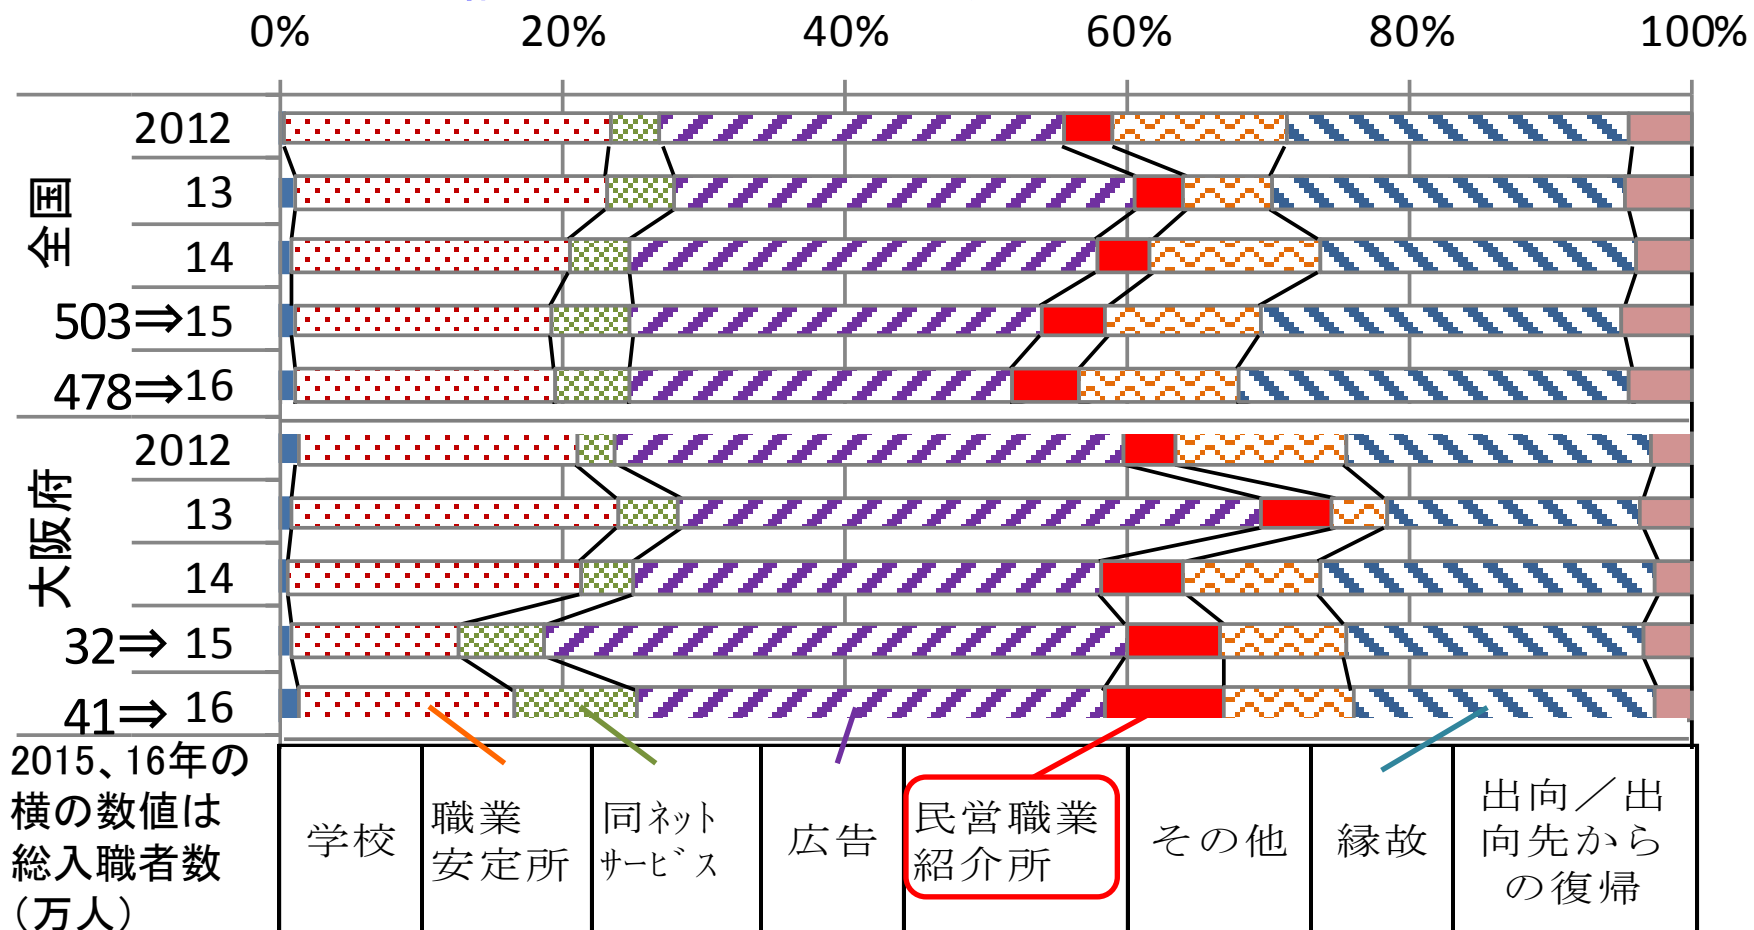 0% 20% 40% 60% 80% 100%
全国
2012
13
14
503⇒15
478⇒16
大阪府
2012
13
14
32⇒ 15
41⇒ 16
2015、16年の
横の数値は
総入職者数
（万人）
学校
職業
安定所
同ネット
サービス
広告
民営職業
紹介所
その他
縁故
出向／出
向先から
の復帰